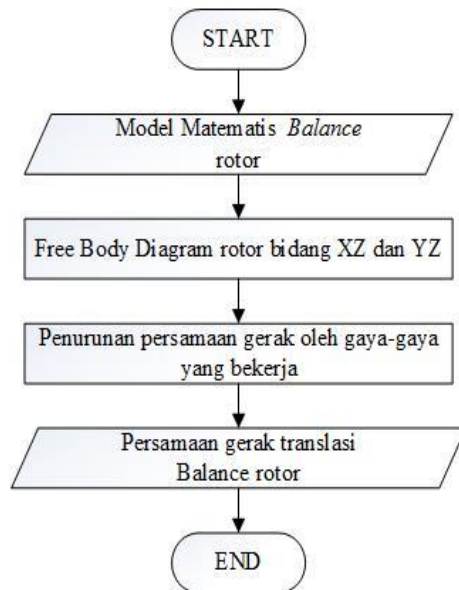 START
Model Matematis Balance
rotor
Free Body Diagram rotor bidang XZ dan YZ
Penurunan persamaan gerak oleh gaya-gaya
yang bekerja
Persamaan gerak translasi
Balance rotor
END